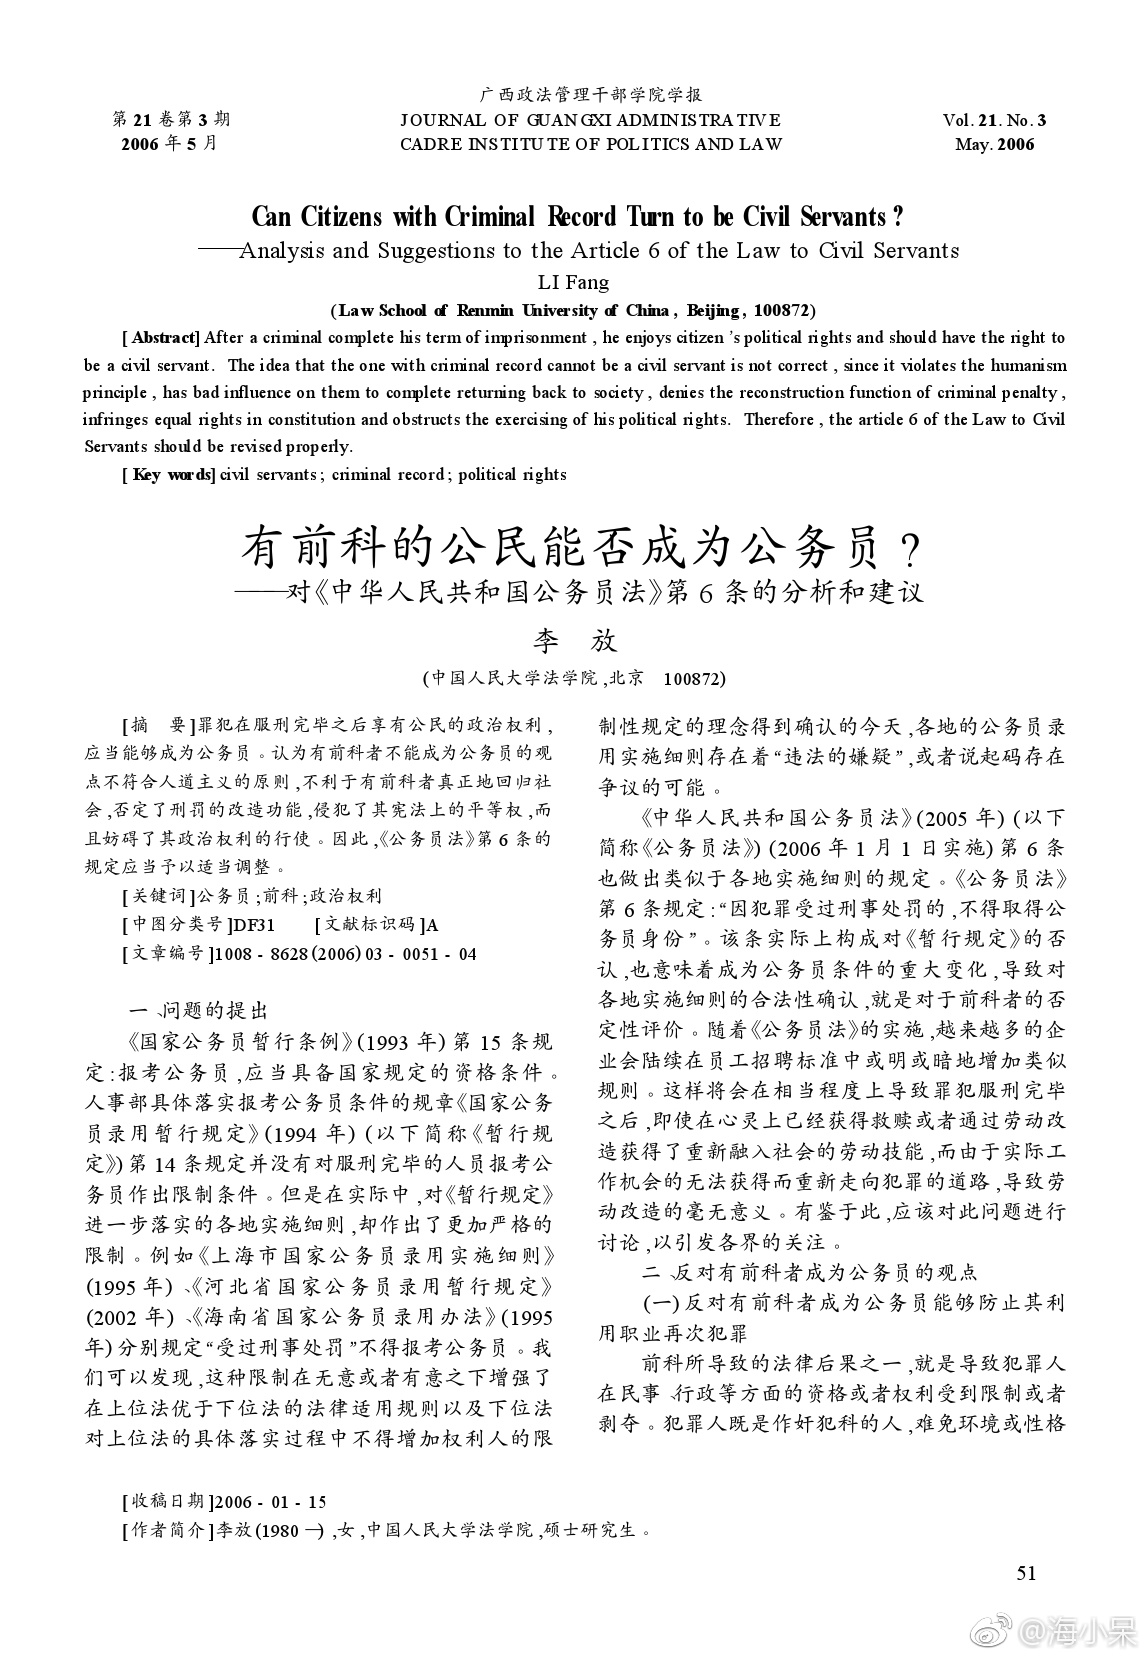 广西政法管理干部学院学报
第21卷第3期
JOURNAL OF GUANGXI ADMINISTRATIVE
Vol. 21. No. 3
2006年5月
CADRE INSTITUTE OF POLITICS AND LAW
May. 2006
Can Citizens with Criminal Record Turn to be Civil Servants?
——Analysis and Suggestions to the Article 6 of the Law to Civil Servants
LI Fang
(Law School of Renmin University of China, Beijing, 100872)
[Abstract] After a criminal complete his term of imprisonment, he enjoys citizen's political rights and should have the right to
be a civil servant. The idea that the one with criminal record cannot be a civil servant is not correct, since it violates the humanism
principle, has bad influence on them to complete returning back to society, denies the reconstruction function of criminal penalty,
infringes equal rights in constitution and obstructs the exercising of his political rights. Therefore, the article 6 of the Law to Civil
Servants should be revised properly.
[Key words] civil servants; criminal record; political rights
有前科的公民能否成为公务员?
——对《中华人民共和国公务员法》第6条的分析和建议
李 放
(中国人民大学法学院,北京 100872)
[摘 要]罪犯在服刑完毕之后享有公民的政治权利,
应当能够成为公务员。认为有前科者不能成为公务员的观
点不符合人道主义的原则,不利于有前科者真正地回归社
会,否定了刑罚的改造功能,侵犯了其宪法上的平等权,而
且妨碍了其政治权利的行使。因此,《公务员法》第6条的
规定应当予以适当调整。
[关键词]公务员;前科;政治权利
[中图分类号]DF31 [文献标识码]A
[文章编号]1008-8628(2006)03-0051-04
一、问题的提出
《国家公务员暂行条例》(1993年)第15条规
定:报考公务员,应当具备国家规定的资格条件。
人事部具体落实报考公务员条件的规章《国家公务
员录用暂行规定》(1994年)(以下简称《暂行规
定》)第14条规定并没有对服刑完毕的人员报考公
务员作出限制条件。但是在实际中,对《暂行规定》
进一步落实的各地实施细则,却作出了更加严格的
限制。例如《上海市国家公务员录用实施细则》
(1995年)、《河北省国家公务员录用暂行规定》
(2002年)、《海南省国家公务员录用办法》(1995
年)分别规定“受过刑事处罚”不得报考公务员。我
们可以发现,这种限制在无意或者有意之下增强了
在上位法优于下位法的法律适用规则以及下位法
对上位法的具体落实过程中不得增加权利人的限
制性规定的理念得到确认的今天,各地的公务员录
用实施细则存在着“违法的嫌疑”,或者说起码存在
争议的可能。
《中华人民共和国公务员法》(2005年)(以下
简称《公务员法》)(2006年1月1日实施)第6条
也做出类似于各地实施细则的规定。《公务员法》
第6条规定:“因犯罪受过刑事处罚的,不得取得公
务员身份”。该条实际上构成对《暂行规定》的否
认,也意味着成为公务员条件的重大变化,导致对
各地实施细则的合法性确认,就是对于前科者的否
定性评价。随着《公务员法》的实施,越来越多的企
业会陆续在员工招聘标准中或明或暗地增加类似
规则。这样将会在相当程度上导致罪犯服刑完毕
之后,即使在心灵上已经获得救赎或者通过劳动改
造获得了重新融入社会的劳动技能,而由于实际工
作机会的无法获得而重新走向犯罪的道路,导致劳
动改造的毫无意义。有鉴于此,应该对此问题进行
讨论,以引发各界的关注。
二、反对有前科者成为公务员的观点
(一)反对有前科者成为公务员能够防止其利
用职业再次犯罪
前科所导致的法律后果之一,就是导致犯罪人
在民事、行政等方面的资格或者权利受到限制或者
剥夺。犯罪人既是作奸犯科的人,难免环境或性格
[收稿日期]2006-01-15
[作者简介]李放(1980—),女,中国人民大学法学院,硕士研究生。
51
@海小呆